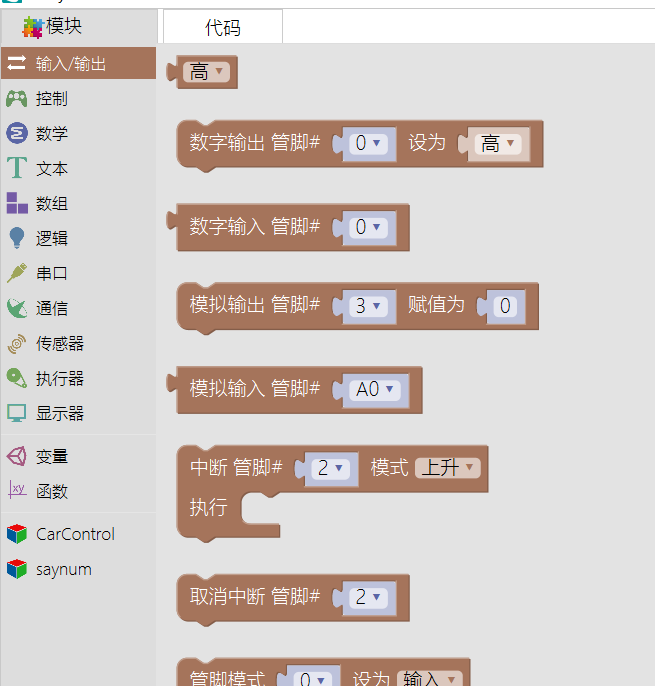 模块
代码
输入/输出
控制
数学
文本
数组
逻辑
串口
通信
传感器
执行器
显示器
变量
函数
CarControl
saynum
高
数字输出 管脚# 0 设为 高
数字输入 管脚# 0
模拟输出 管脚# 3 赋值为 0
模拟输入 管脚# A0
中断 管脚# 2 模式 上升
执行
取消中断 管脚# 2
管脚模式 0 设为 输入